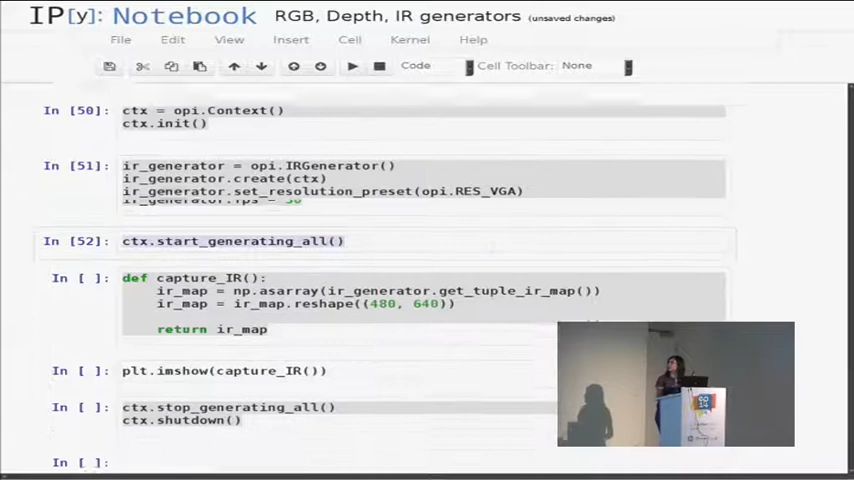 IP[y]: Notebook RGB, Depth, IR generators (unsaved changes)
File Edit View Insert Cell Kernel Help
Code Cell Toolbar: None
In [50]: ctx = opi.Context()
ctx.init()
In [51]: ir_generator = opi.IRGenerator()
ir_generator.create(ctx)
ir_generator.set_resolution_preset(opi.RES_VGA)
ir_generator.fps = 30
In [52]: ctx.start_generating_all()
In [ ]: def capture_IR():
ir_map = np.asarray(ir_generator.get_tuple_ir_map())
ir_map = ir_map.reshape((480, 640))
return ir_map
In [ ]: plt.imshow(capture_IR())
In [ ]: ctx.stop_generating_all()
ctx.shutdown()
In [ ]: